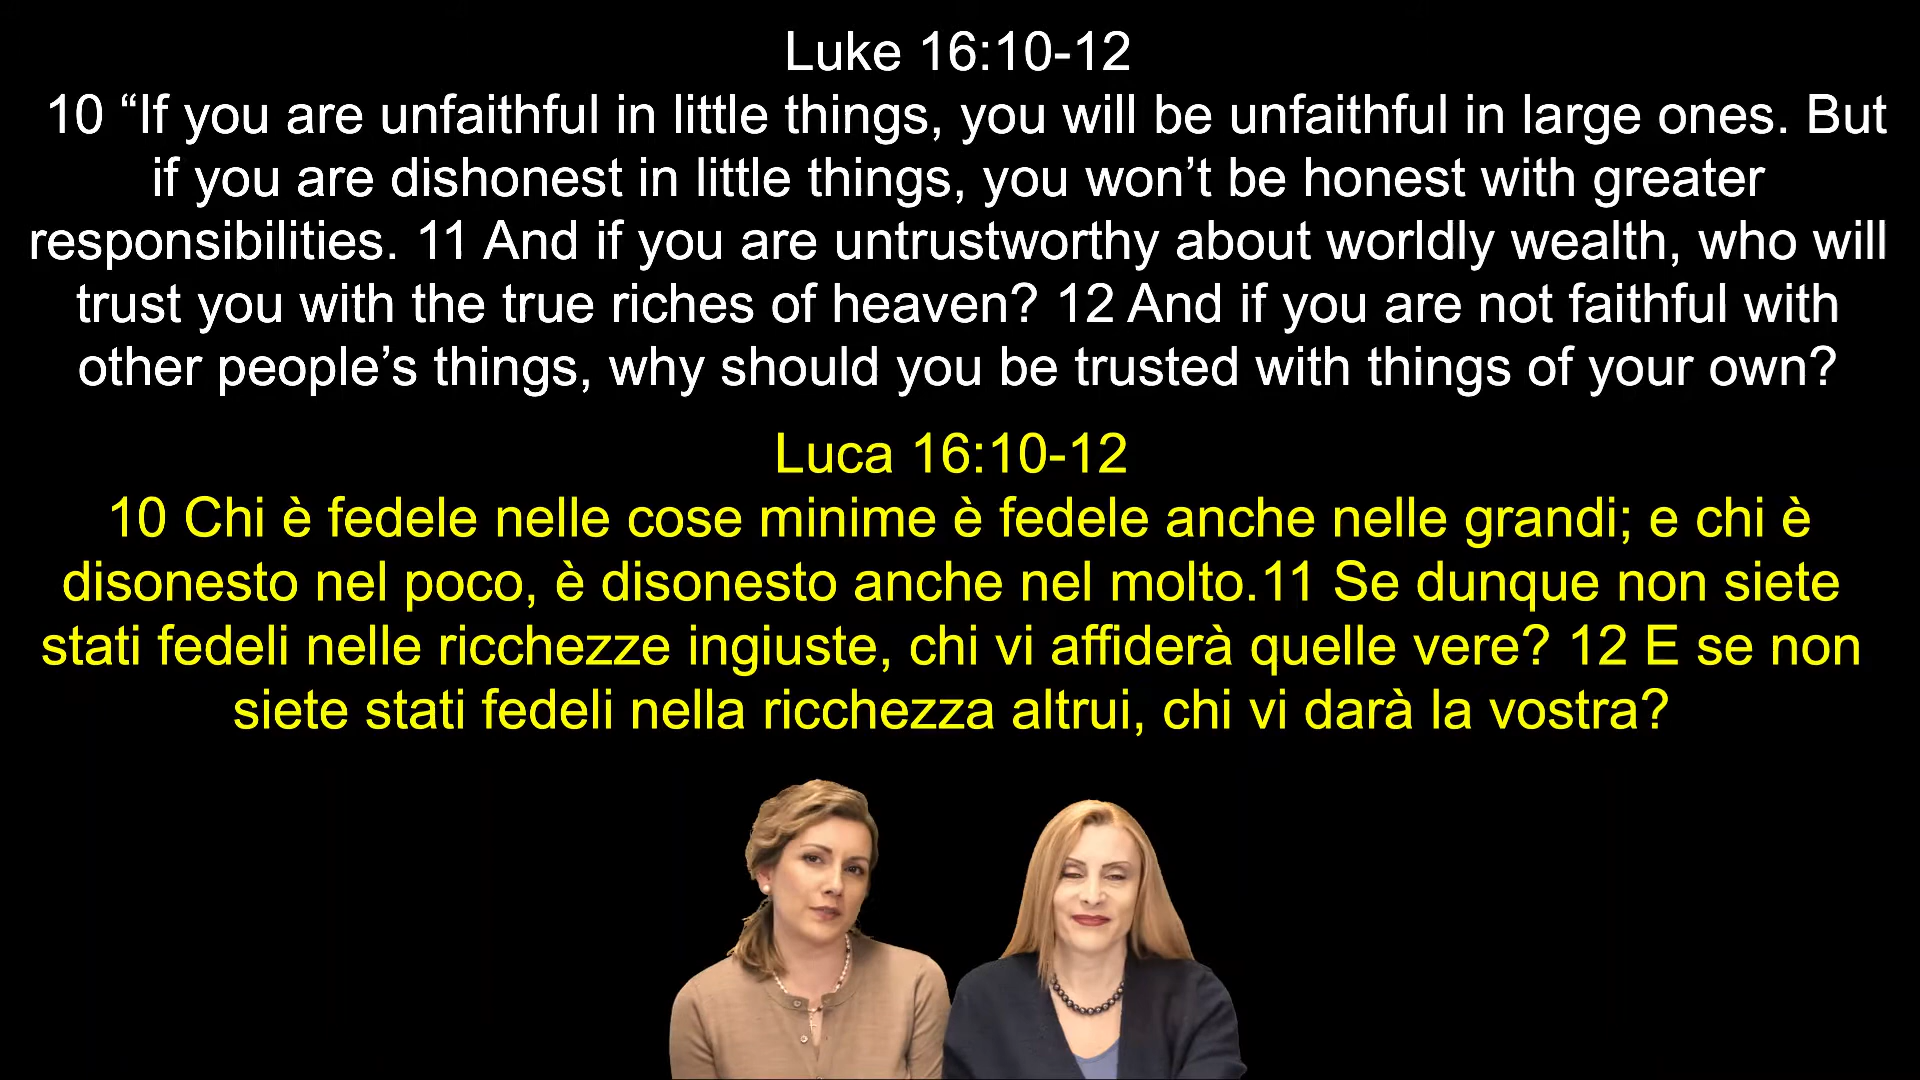 Luke 16:10-12
10 “If you are unfaithful in little things, you will be unfaithful in large ones. But
if you are dishonest in little things, you won’t be honest with greater
responsibilities. 11 And if you are untrustworthy about worldly wealth, who will
trust you with the true riches of heaven? 12 And if you are not faithful with
other people’s things, why should you be trusted with things of your own?
Luca 16:10-12
10 Chi è fedele nelle cose minime è fedele anche nelle grandi; e chi è
disonesto nel poco, è disonesto anche nel molto.11 Se dunque non siete
stati fedeli nelle ricchezze ingiuste, chi vi affiderà quelle vere? 12 E se non
siete stati fedeli nella ricchezza altrui, chi vi darà la vostra?